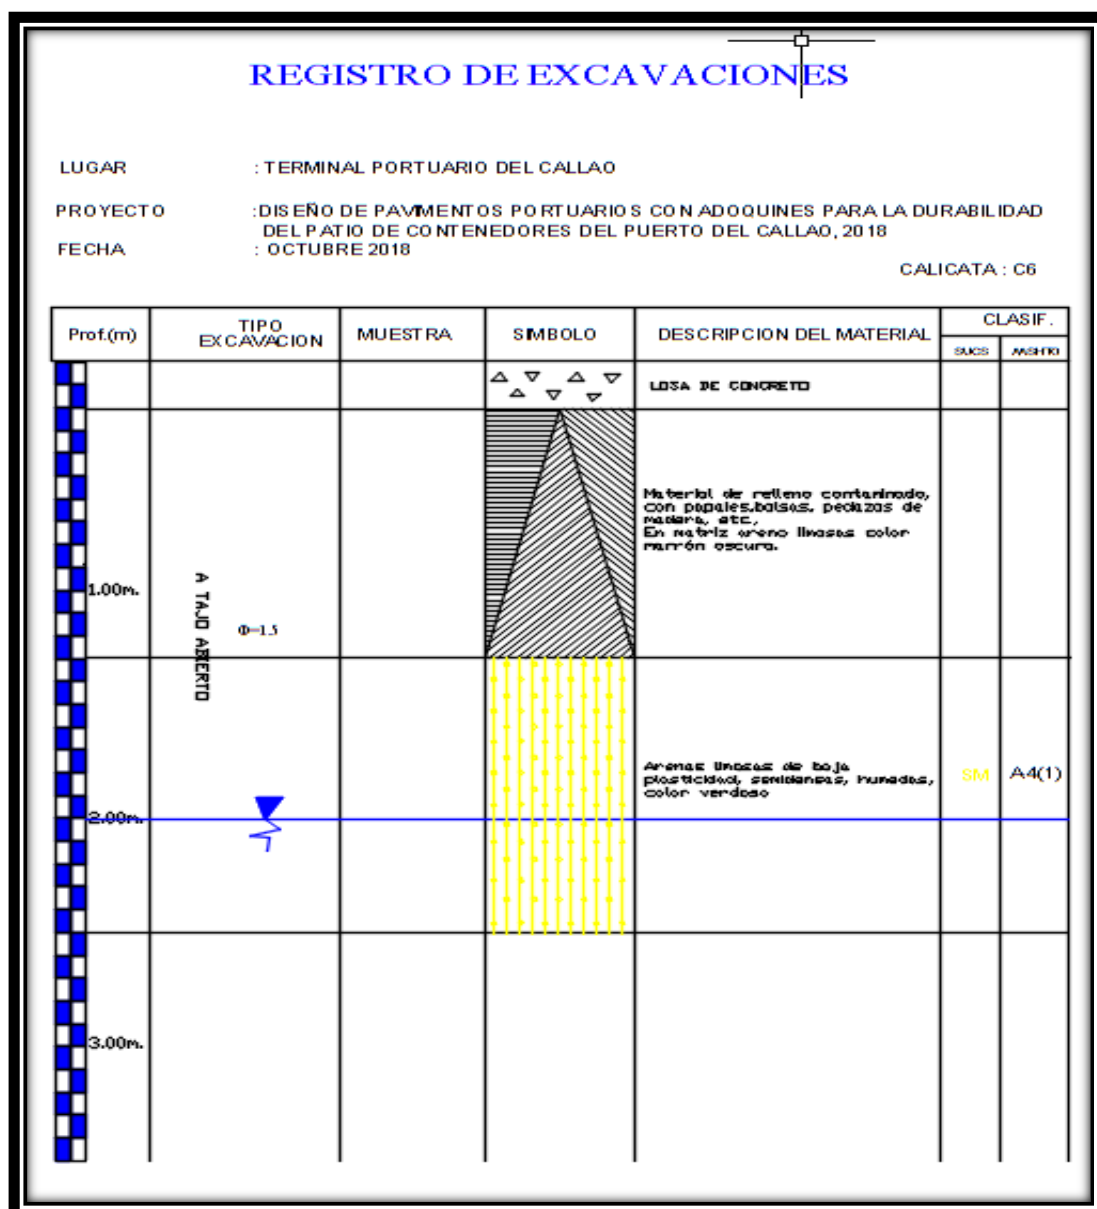 REGISTRO DE EXCAVACIONES
LUGAR : TERMINAL PORTUARIO DEL CALLAO
PROYECTO :DISEÑO DE PAVIMENTOS PORTUARIOS CON ADOQUINES PARA LA DURABILIDAD
DEL PATIO DE CONTENEDORES DEL PUERTO DEL CALLAO, 2018
FECHA : OCTUBRE 2018
CALICATA : C6
Prof.(m) TIPO EXCAVACION MUESTRA SIMBOLO DESCRIPCION DEL MATERIAL CLASIF.
SUCS AASHTO
LOSA DE CONCRETO
Material de relleno contaminado,
con papales,bolsas, pedazas de
madera, etc.,
En matriz areno limosas color
marrón oscura.
1.00m.
A TAJO ABIERTO
Φ=1.5
Arenas limosas de baja
plasticidad, semidensas, humedas,
color verdoso
SM A4(1)
2.00m.
3.00m.